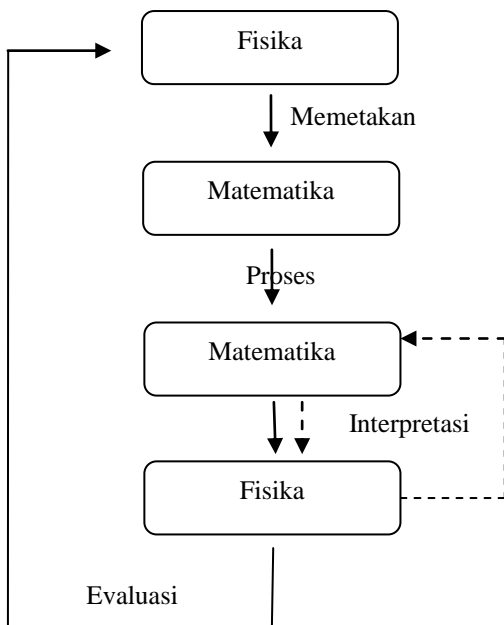 Fisika
Memetakan
Matematika
Proses
Matematika
Interpretasi
Fisika
Evaluasi